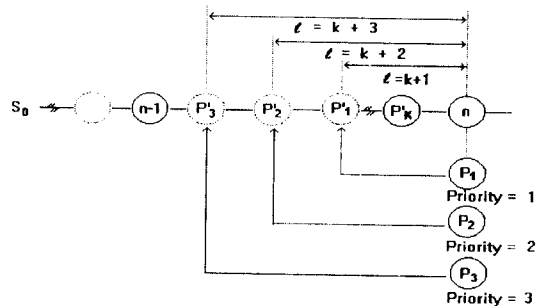 ℓ = k + 3
ℓ = k + 2
ℓ=k+1
S₀ n-1 P'₃ P'₂ P'₁ P'ₖ n
P₁
Priority = 1
P₂
Priority = 2
P₃
Priority = 3